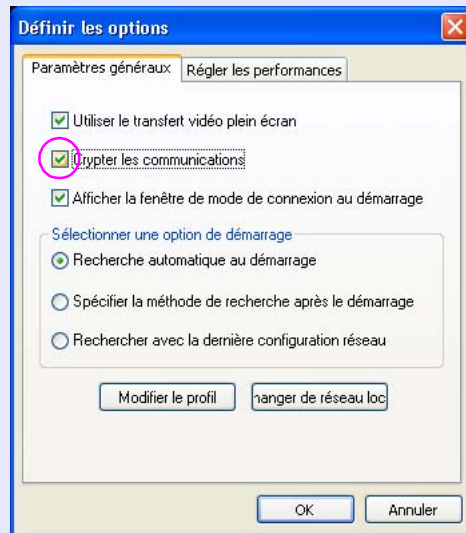 Définir les options
Paramètres généraux Régler les performances
Utiliser le transfert vidéo plein écran
Crypter les communications
Afficher la fenêtre de mode de connexion au démarrage
Sélectionner une option de démarrage
Recherche automatique au démarrage
Spécifier la méthode de recherche après le démarrage
Rechercher avec la dernière configuration réseau
Modifier le profil hanger de réseau loc
OK Annuler